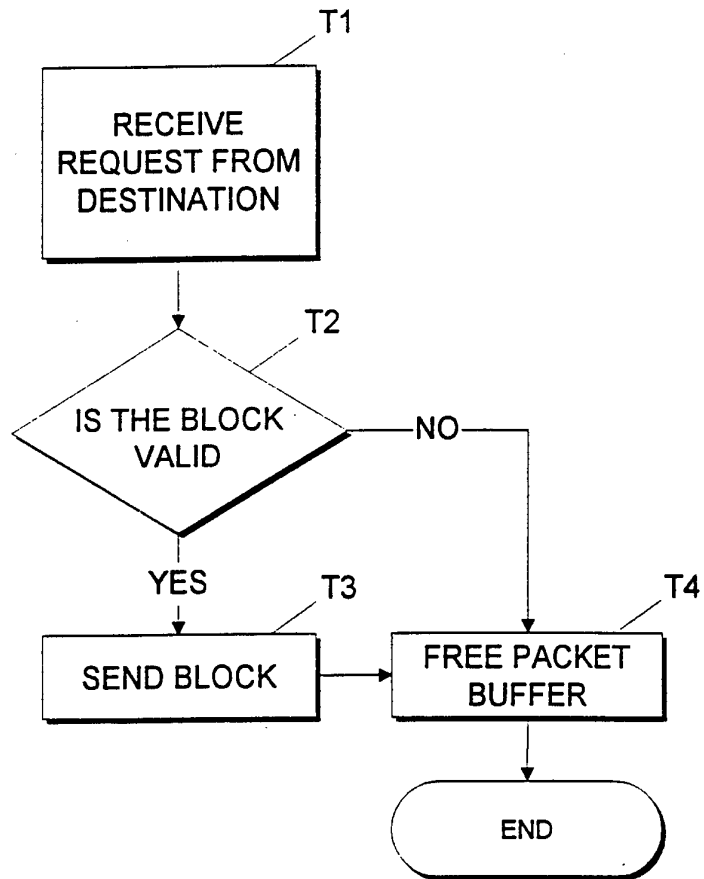 T1
RECEIVE
REQUEST FROM
DESTINATION
T2
IS THE BLOCK
VALID
NO
YES
T3
SEND BLOCK
T4
FREE PACKET
BUFFER
END